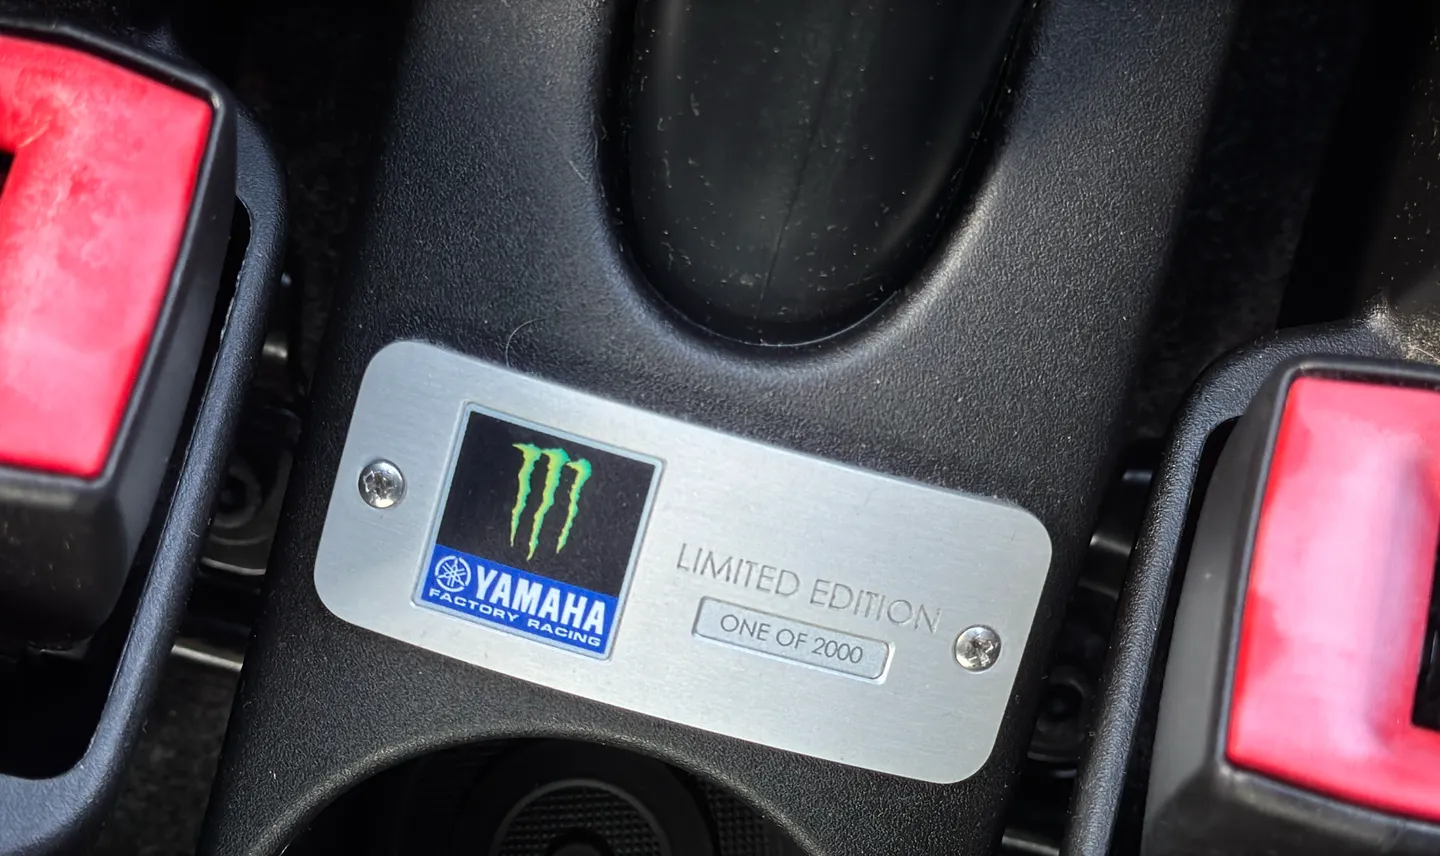 YAMAHA
FACTORY RACING
LIMITED EDITION
ONE OF 2000